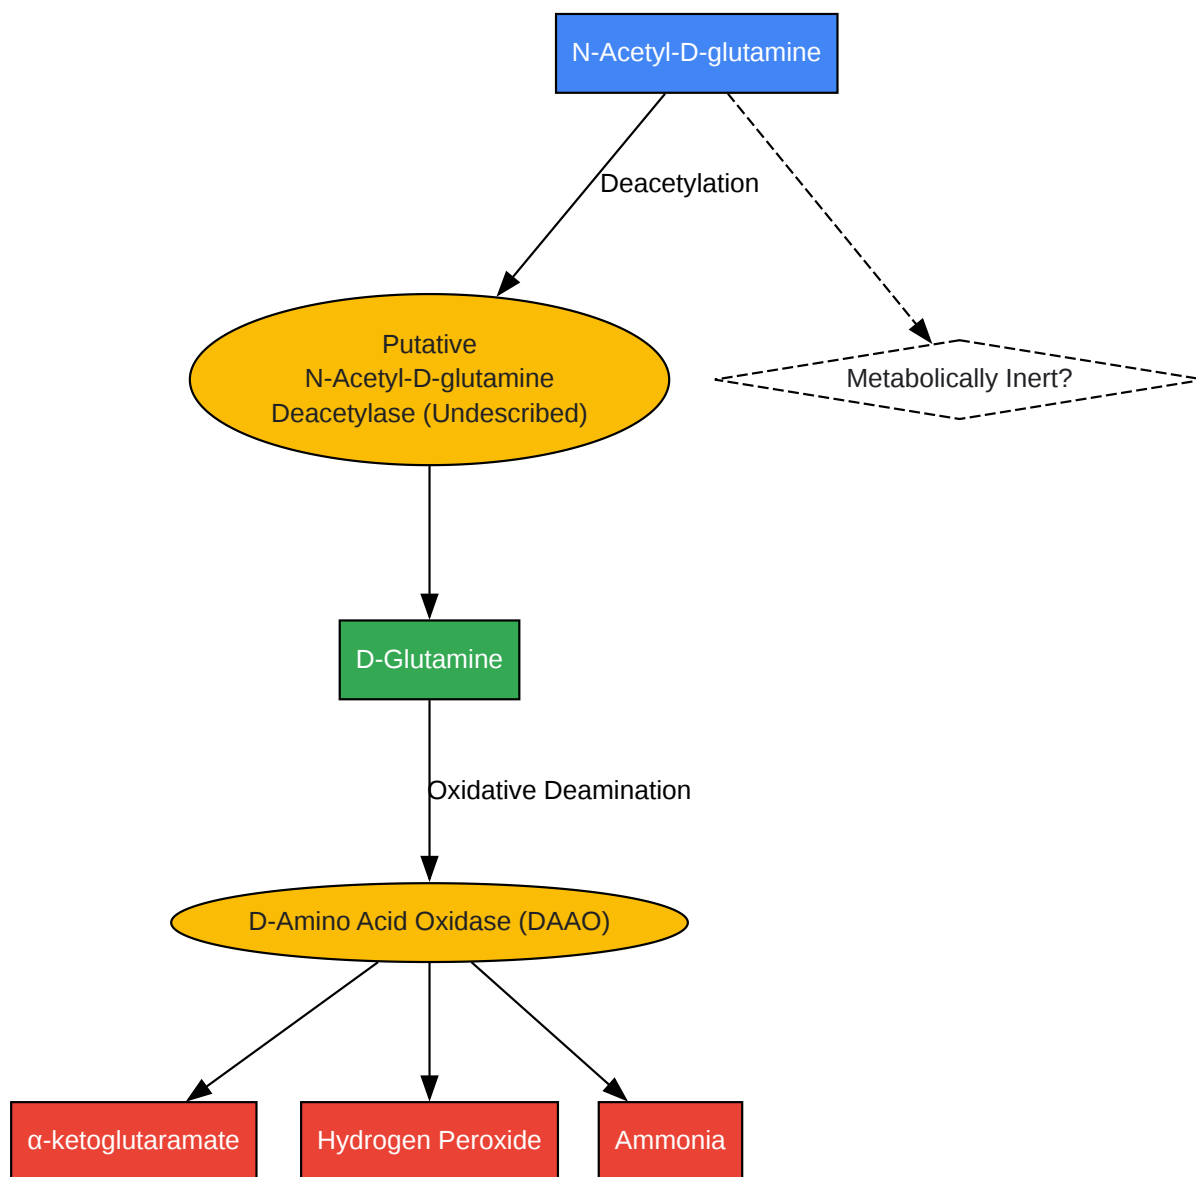 N-Acetyl-D-glutamine
Deacetylation
Putative
N-Acetyl-D-glutamine
Deacetylase (Undescribed)
Metabolically Inert?
D-Glutamine
Oxidative Deamination
D-Amino Acid Oxidase (DAAO)
α-ketoglutaramate
Hydrogen Peroxide
Ammonia